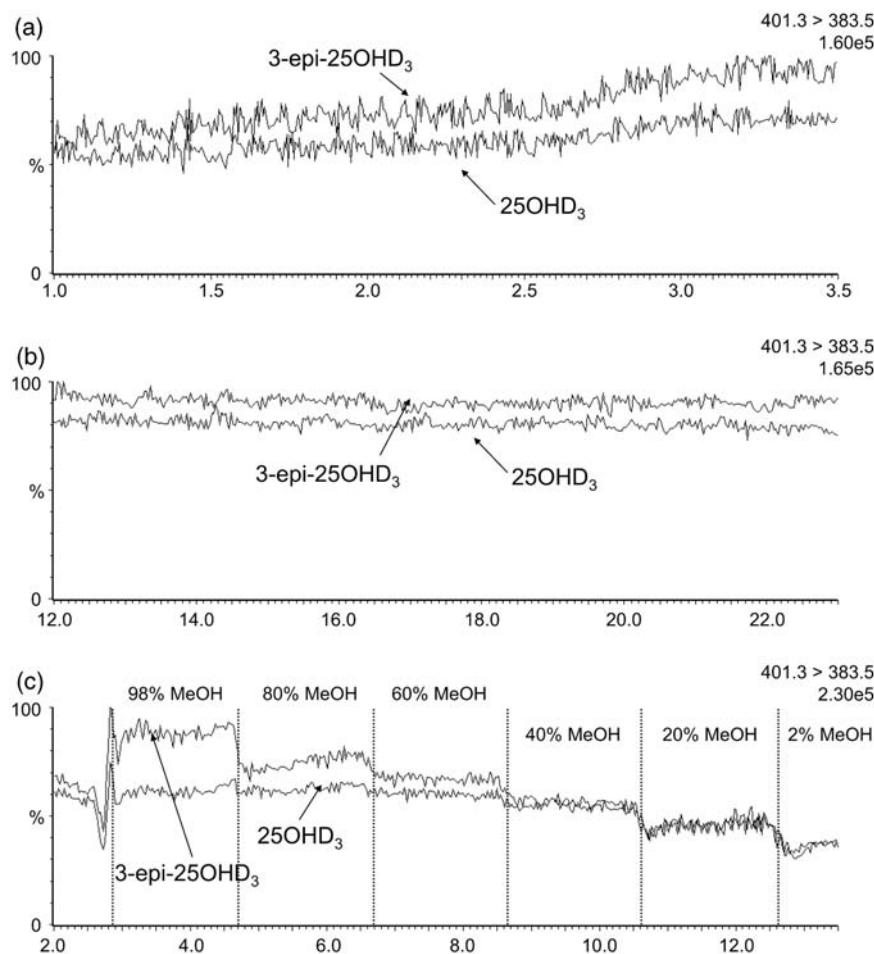 (a)
401.3 > 383.5
1.60e5
100
3-epi-25OHD₃
%
25OHD₃
0
1.0 1.5 2.0 2.5 3.0 3.5
(b)
401.3 > 383.5
1.65e5
100
%
3-epi-25OHD₃ 25OHD₃
0
12.0 14.0 16.0 18.0 20.0 22.0
(c)
401.3 > 383.5
2.30e5
98% MeOH 80% MeOH 60% MeOH
100
40% MeOH 20% MeOH 2% MeOH
%
25OHD₃
3-epi-25OHD₃
0
2.0 4.0 6.0 8.0 10.0 12.0